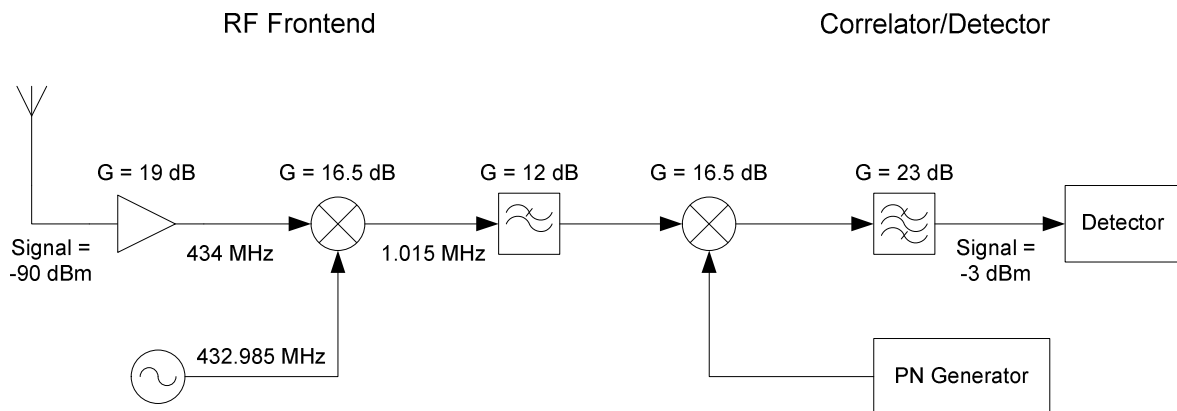 RF Frontend
Correlator/Detector
G = 19 dB
G = 16.5 dB
G = 12 dB
G = 16.5 dB
G = 23 dB
Signal =
-90 dBm
434 MHz
1.015 MHz
Signal =
-3 dBm
Detector
432.985 MHz
PN Generator